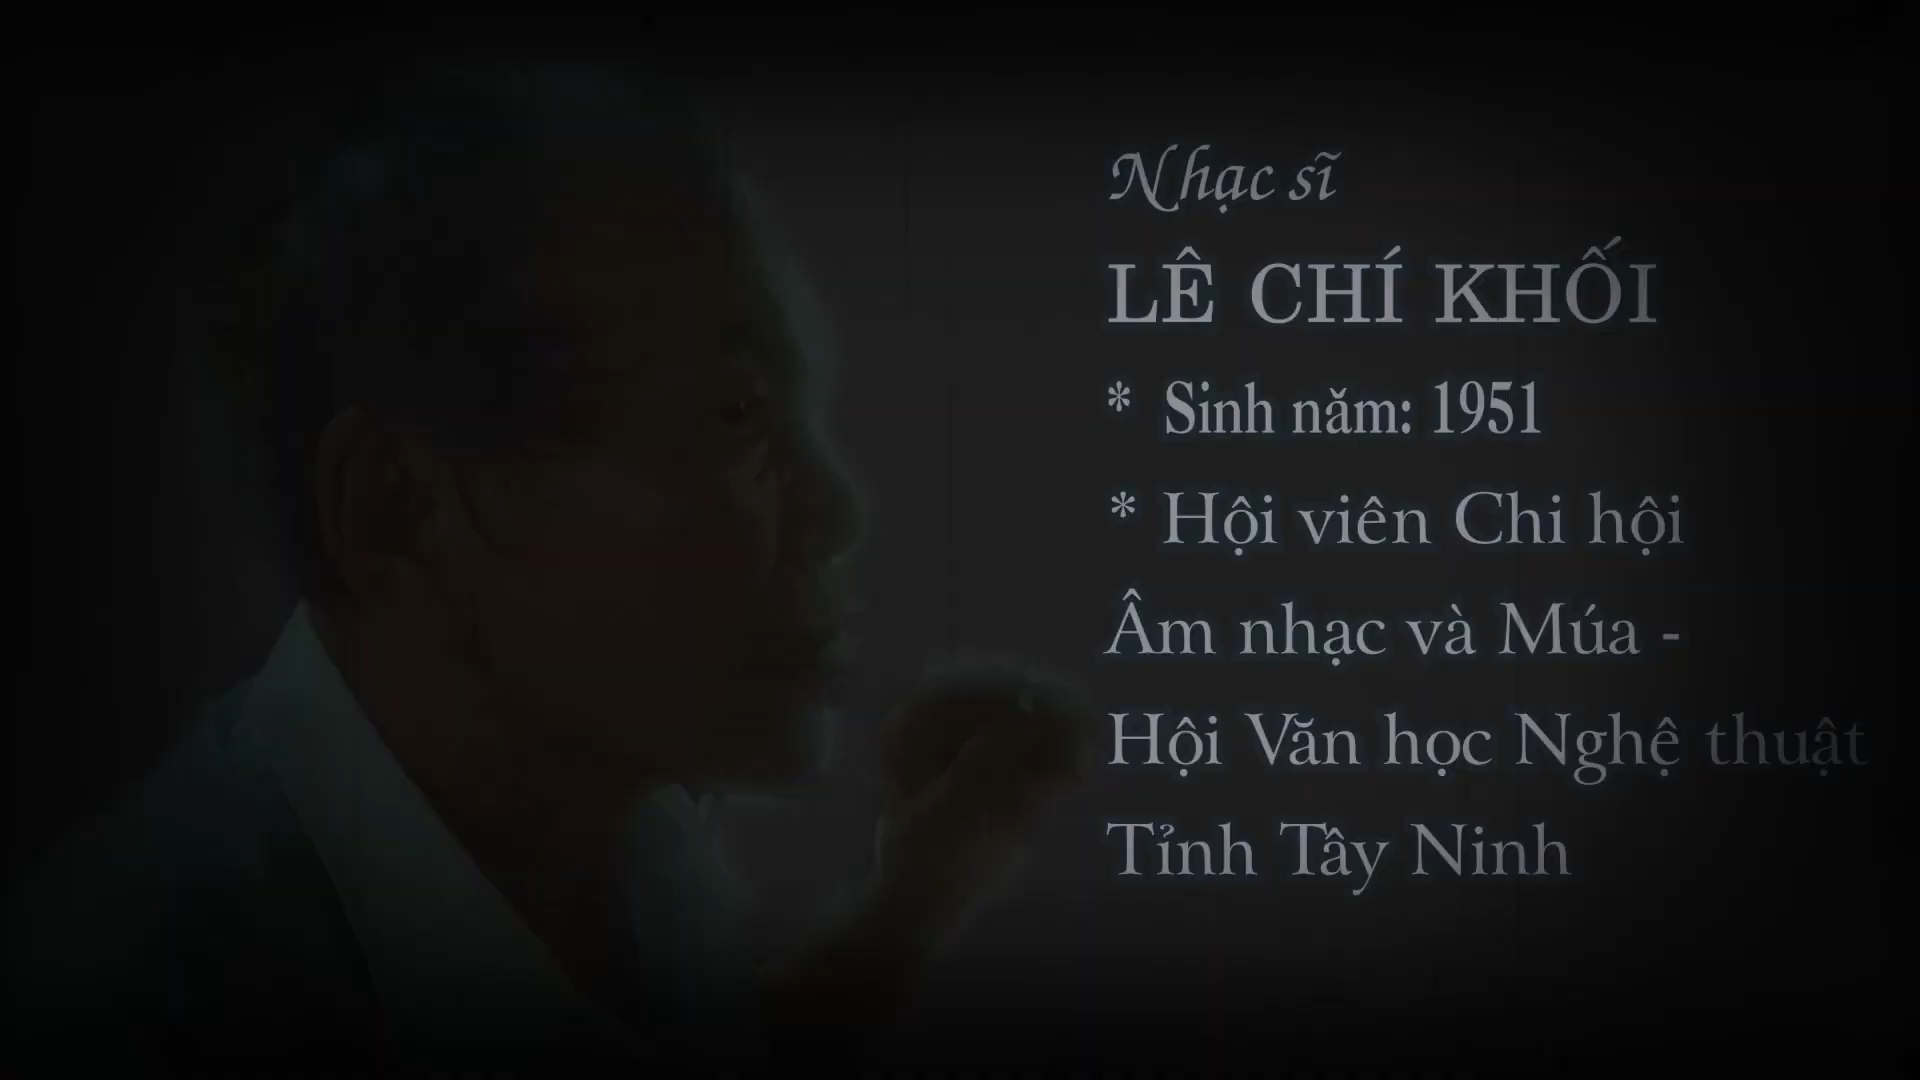 Nhạc sĩ
LÊ CHÍ KHỐI
* Sinh năm: 1951
* Hội viên Chi hội
Âm nhạc và Múa -
Hội Văn học Nghệ thuật
Tỉnh Tây Ninh